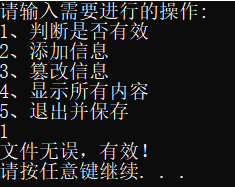 请输入需要进行的操作:
1、判断是否有效
2、添加信息
3、篡改信息
4、显示所有内容
5、退出并保存
1
文件无误，有效！
请按任意键继续. . .